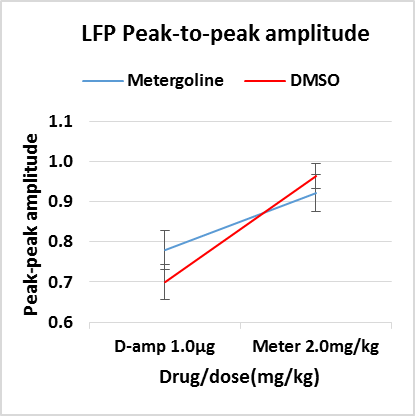 LFP Peak-to-peak amplitude
Metergoline DMSO
Peak-peak amplitude
1.1
1.0
0.9
0.8
0.7
0.6
D-amp 1.0µg Meter 2.0mg/kg
Drug/dose(mg/kg)